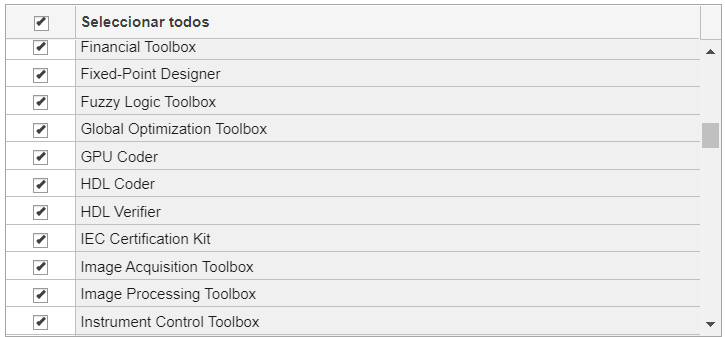 Seleccionar todos
Financial Toolbox
Fixed-Point Designer
Fuzzy Logic Toolbox
Global Optimization Toolbox
GPU Coder
HDL Coder
HDL Verifier
IEC Certification Kit
Image Acquisition Toolbox
Image Processing Toolbox
Instrument Control Toolbox